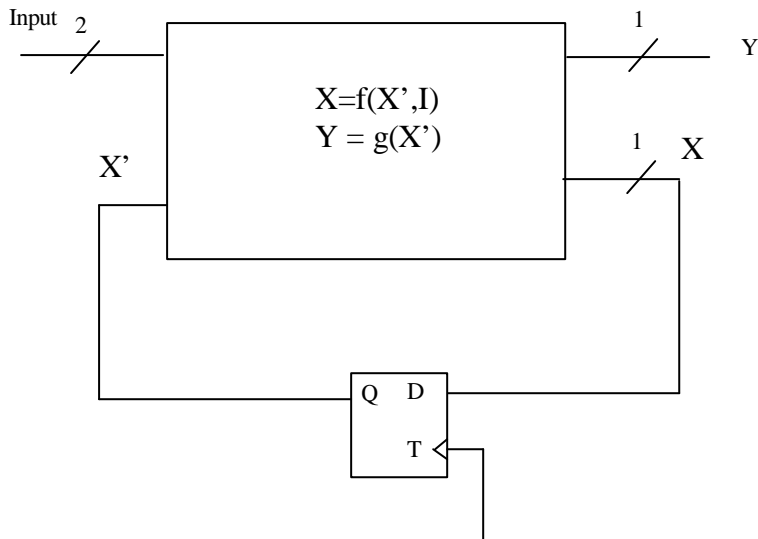 Input
2
1
Y
X=f(X’,I)
Y = g(X’)
1
X
X’
Q D
T